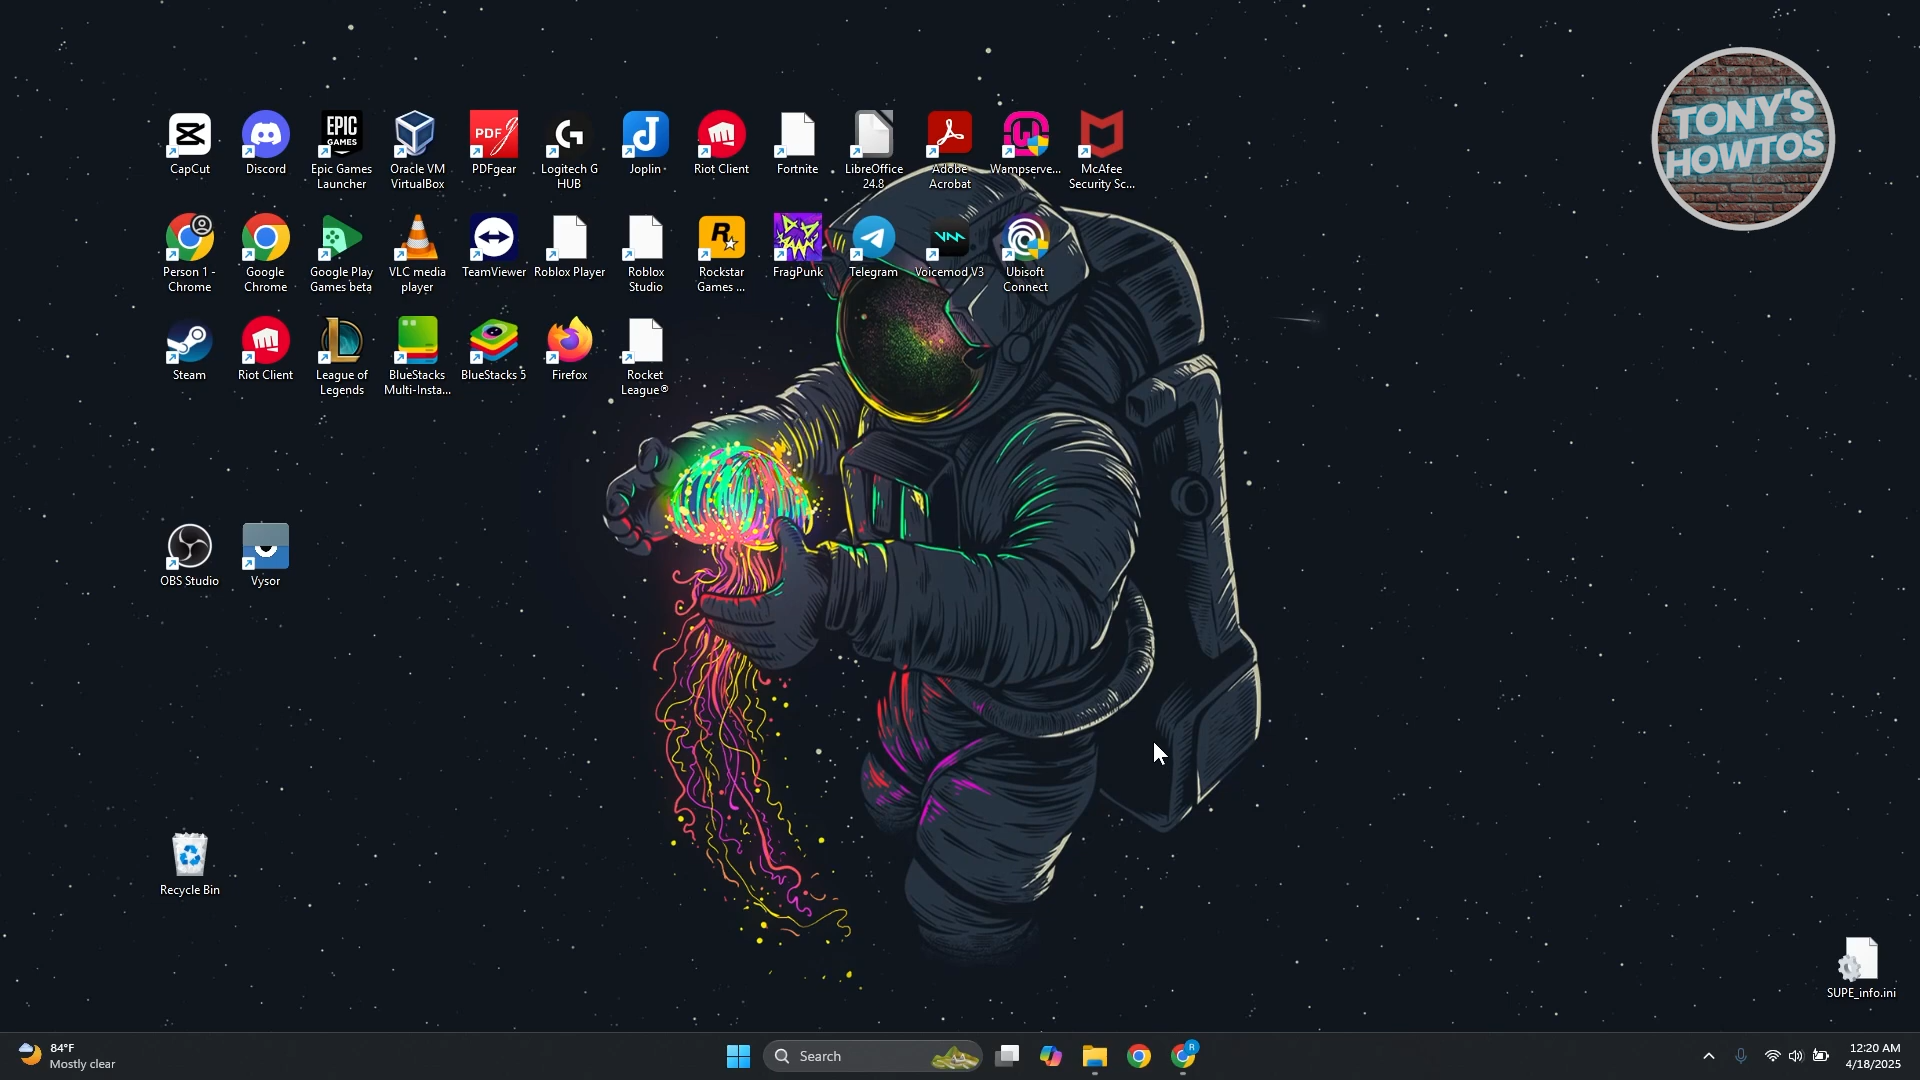 TONY'S
HOWTOS
CapCut
Discord
EPIC
GAMES
Epic Games
Launcher
Oracle VM
VirtualBox
PDF
PDFgear
Logitech G
HUB
Joplin
Riot Client
Fortnite
LibreOffice
24.8
Adobe
Acrobat
Wampserve...
McAfee
Security Sc...
Person 1 -
Chrome
Google
Chrome
Google Play
Games beta
VLC media
player
TeamViewer
Roblox Player
Roblox
Studio
Rockstar
Games ...
FragPunk
Telegram
Voicemod V3
Ubisoft
Connect
Steam
Riot Client
League of
Legends
BlueStacks
Multi-Insta...
BlueStacks 5
Firefox
Rocket
League®
OBS Studio
Vysor
Recycle Bin
SUPE_info.ini
84°F
Mostly clear
Search
R
12:20 AM
4/18/2025